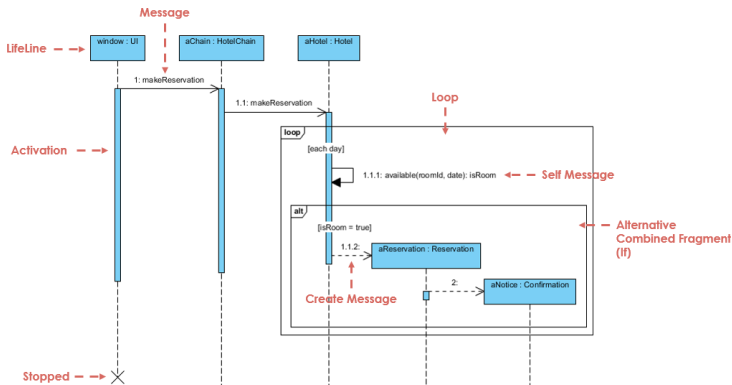 Message
window : UI
aChain : HotelChain
aHotel : Hotel
LifeLine
1: makeReservation
1.1: makeReservation
Loop
loop
[each day]
Activation
1.1.1: available(roomId, date): isRoom
Self Message
alt
[isRoom = true]
Alternative
Combined Fragment
(If)
1.1.2:
aReservation : Reservation
2:
aNotice : Confirmation
Create Message
Stopped